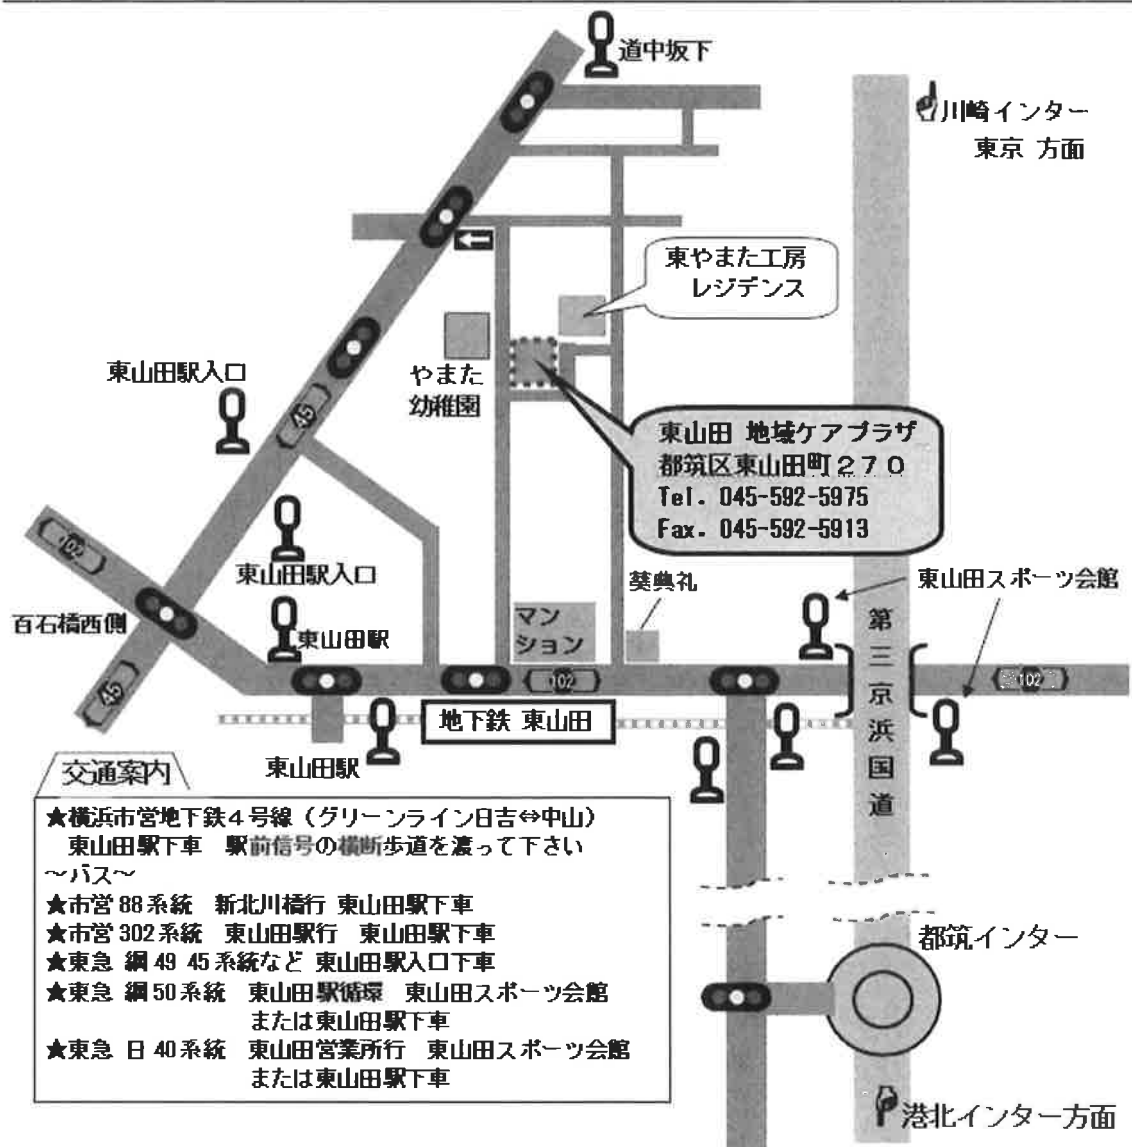 道中坂下
川崎インター
東京 方面
東やまた工房
レジデンス
東山田駅入口
やまた
幼稚園
45
東山田 地域ケアプラザ
都筑区東山田町270
Tel. 045-592-5975
Fax. 045-592-5913
102
東山田駅入口
葵典礼
東山田スポーツ会館
百石橋西側
東山田駅
マン
ション
第三京浜国道
45
102
102
地下鉄 東山田
東山田駅
交通案内
★横浜市営地下鉄4号線(グリーンライン日吉⇔中山)
東山田駅下車 駅前信号の横断歩道を渡って下さい
~バス~
★市営88系統 新北川橋行 東山田駅下車
★市営302系統 東山田駅行 東山田駅下車
★東急 綱49 45系統など 東山田駅入口下車
★東急 綱50系統 東山田駅循環 東山田スポーツ会館
または東山田駅下車
★東急 日40系統 東山田営業所行 東山田スポーツ会館
または東山田駅下車
都筑インター
港北インター方面